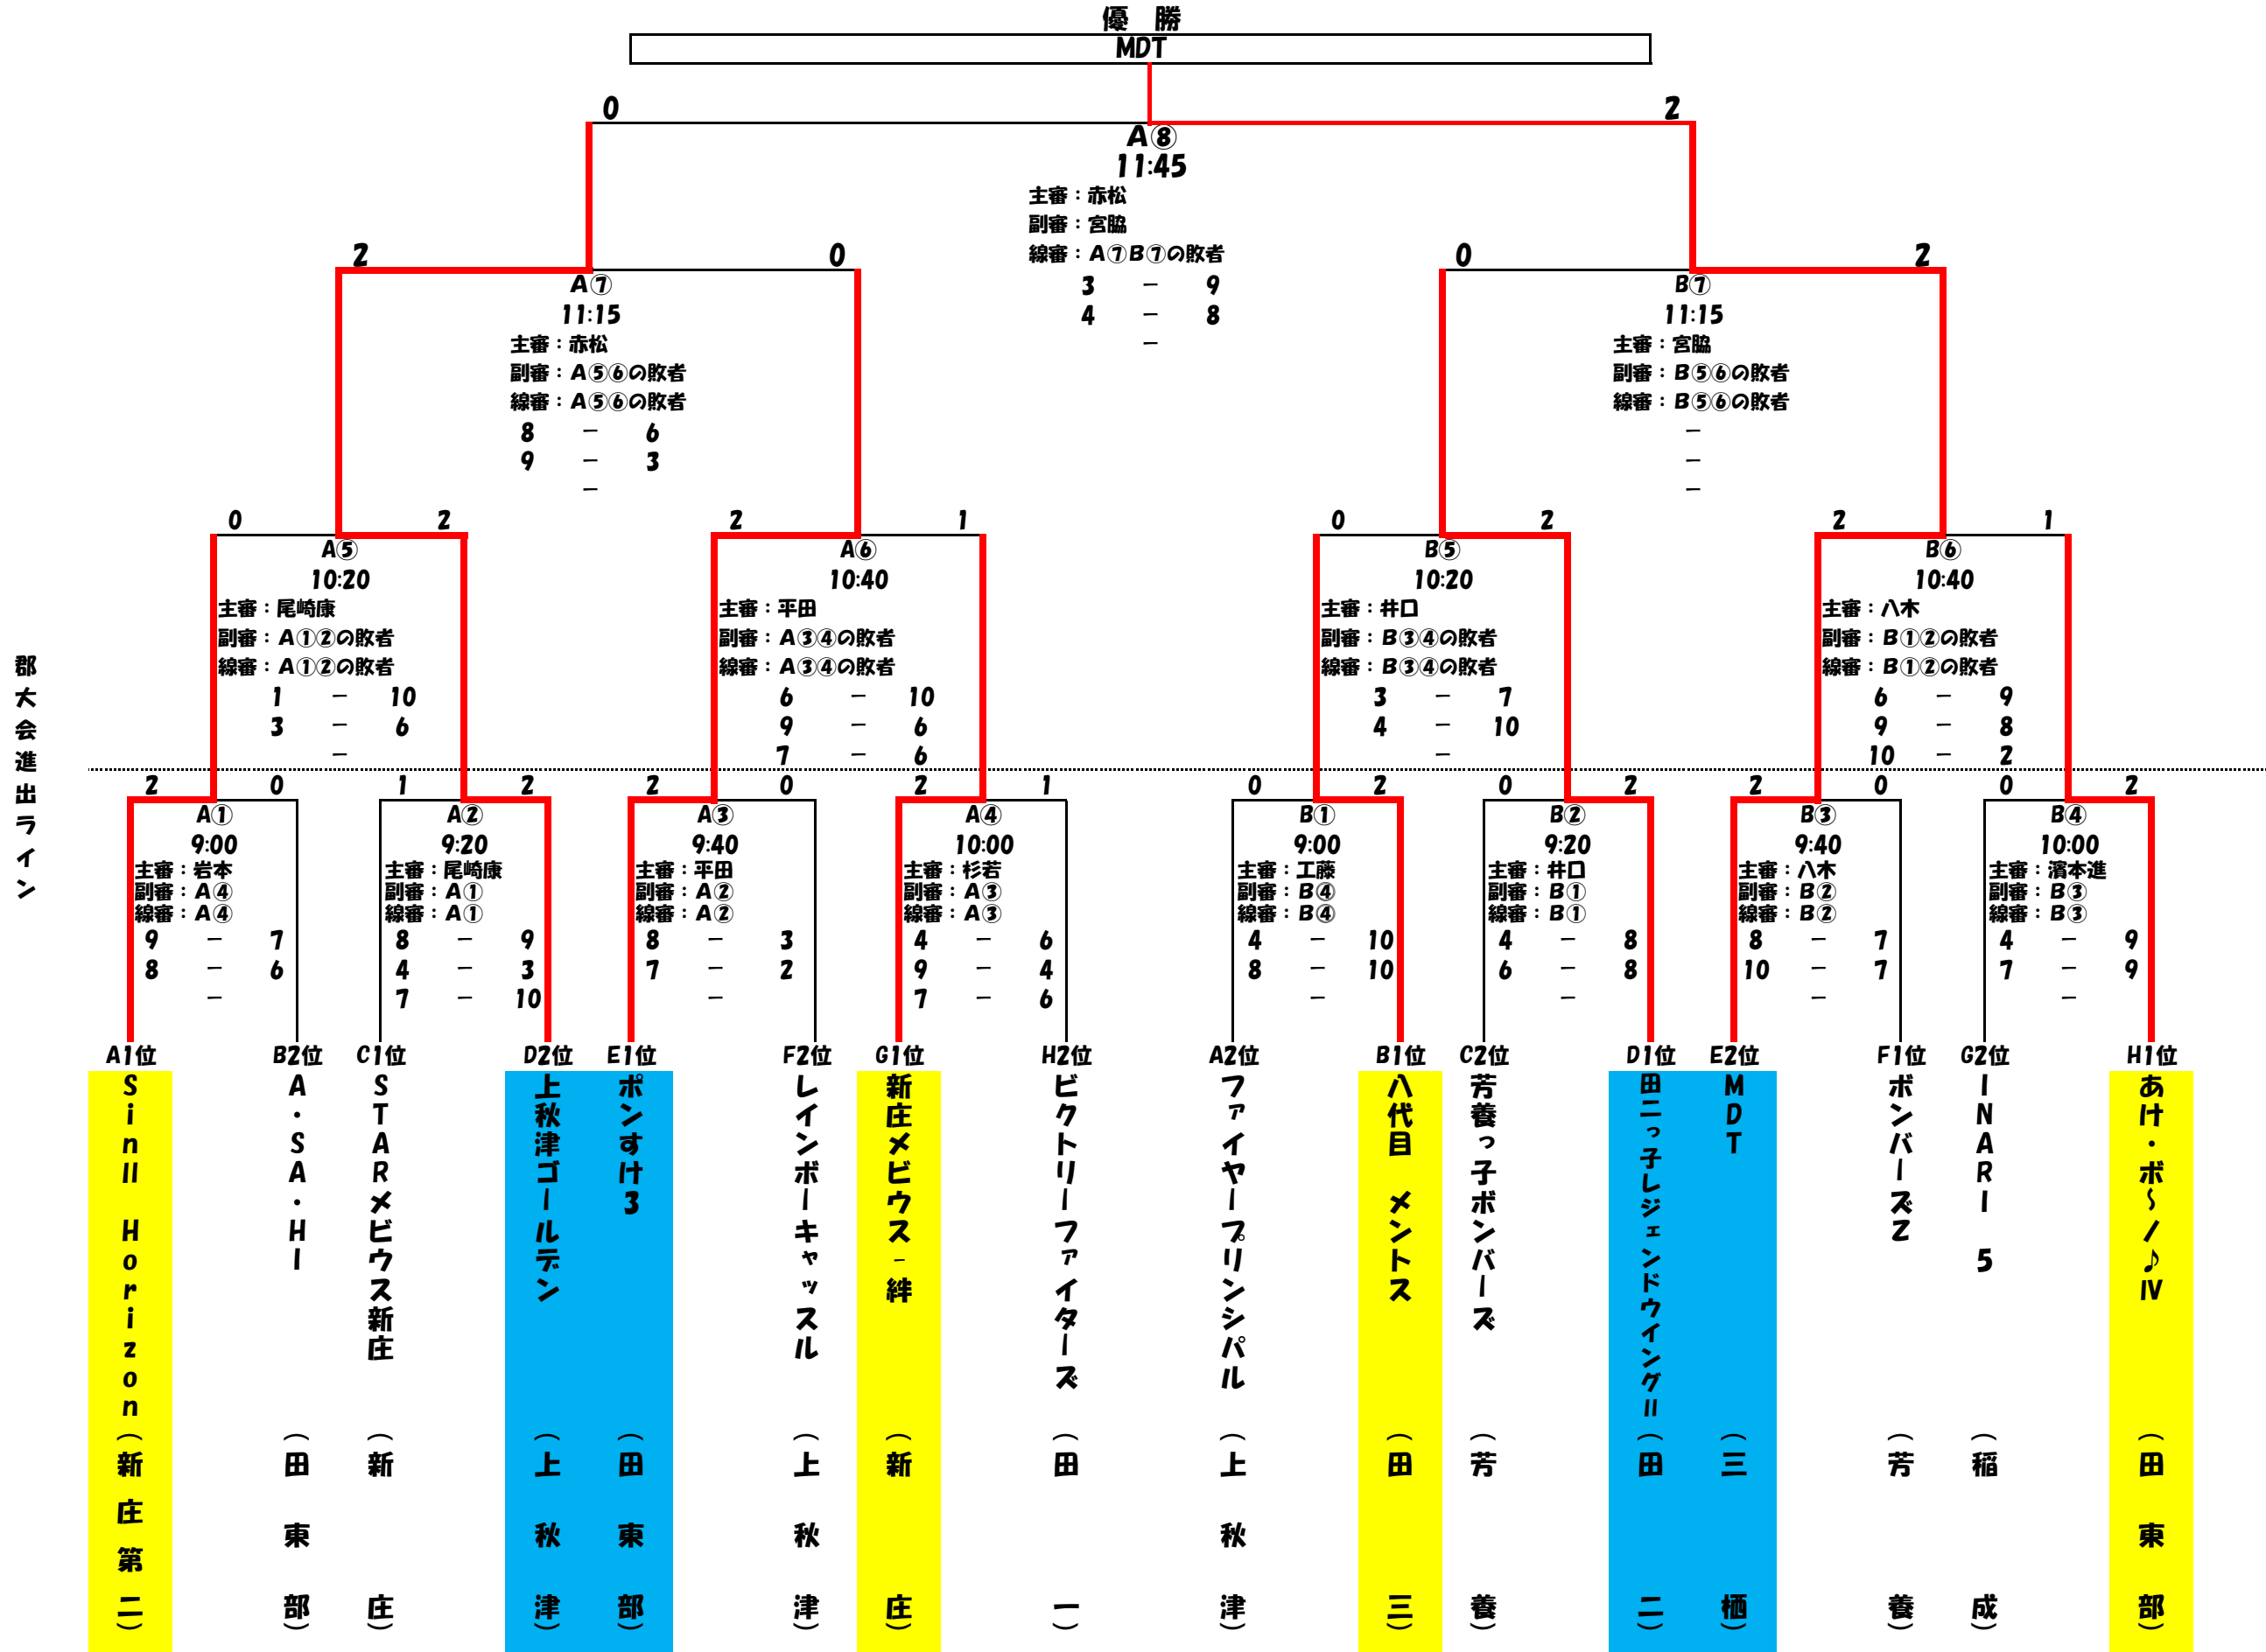 優　勝
MDT
0 2
A⑧
11:45
主審：赤松
副審：宮脇
線審：A⑦B⑦の敗者
3 － 9
4 － 8
－
2 0
A⑦
11:15
主審：赤松
副審：A⑤⑥の敗者
線審：A⑤⑥の敗者
8 － 6
9 － 3
－
0 2
B⑦
11:15
主審：宮脇
副審：B⑤⑥の敗者
線審：B⑤⑥の敗者
－
－
－
0 2
A⑤
10:20
主審：尾崎康
副審：A①②の敗者
線審：A①②の敗者
1 － 10
3 － 6
－
2 1
A⑥
10:40
主審：平田
副審：A③④の敗者
線審：A③④の敗者
6 － 10
9 － 6
7 － 6
0 2
B⑤
10:20
主審：井口
副審：B③④の敗者
線審：B③④の敗者
3 － 7
4 － 10
－
2 1
B⑥
10:40
主審：八木
副審：B①②の敗者
線審：B①②の敗者
6 － 9
9 － 8
10 － 2
郡大会進出ライン
2 0
A①
9:00
主審：岩本
副審：A④
線審：A④
9 － 7
8 － 6
－
1 2
A②
9:20
主審：尾崎康
副審：A①
線審：A①
8 － 9
4 － 3
7 － 10
2 0
A③
9:40
主審：平田
副審：A②
線審：A②
8 － 3
7 － 2
－
2 1
A④
10:00
主審：杉若
副審：A③
線審：A③
4 － 6
9 － 4
7 － 6
0 2
B①
9:00
主審：工藤
副審：B④
線審：B④
4 － 10
8 － 10
－
0 2
B②
9:20
主審：井口
副審：B①
線審：B①
4 － 8
6 － 8
－
2 0
B③
9:40
主審：八木
副審：B②
線審：B②
8 － 7
10 － 7
－
0 2
B④
10:00
主審：濱本進
副審：B③
線審：B③
4 － 9
7 － 9
－
A1位
SinⅡ Horizon（新庄第二）
B2位
A・SA・HI（田東部）
C1位
STARメビウス新庄（新庄）
D2位
上秋津ゴールデン（上秋津）
E1位
ポンすけ3（田東部）
F2位
レインボーキャッスル（上秋津）
G1位
新庄メビウス-絆（新庄）
H2位
ビクトリーファイターズ（田一）
A2位
ファイヤープリンシパル（上秋津）
B1位
八代目 メントス（田三）
C2位
芳養っ子ボンバーズ（芳養）
D1位
田二っ子レジェンドウイングⅡ（田二）
E2位
MDT（三栖）
F1位
ボンバーズZ（芳養）
G2位
INARI 5（稲成）
H1位
あけ・ボ～ノ♪Ⅳ（田東部）